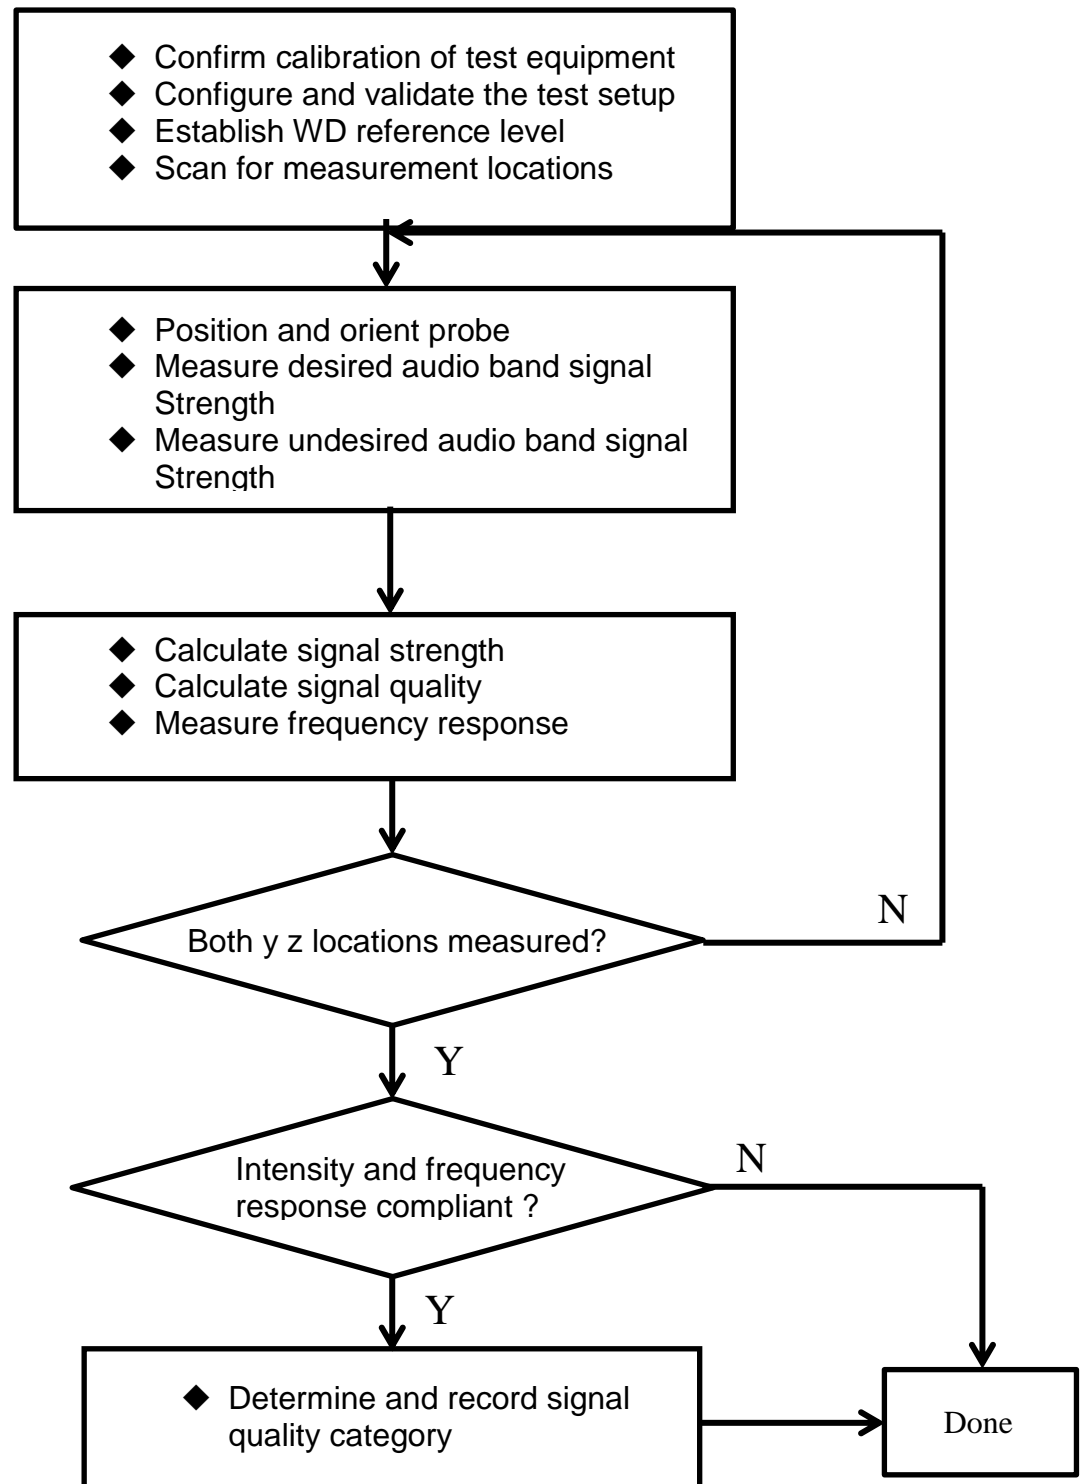 ◆ Confirm calibration of test equipment
◆ Configure and validate the test setup
◆ Establish WD reference level
◆ Scan for measurement locations
◆ Position and orient probe
◆ Measure desired audio band signal
Strength
◆ Measure undesired audio band signal
Strength
◆ Calculate signal strength
◆ Calculate signal quality
◆ Measure frequency response
Both y z locations measured?
N
Y
Intensity and frequency
response compliant ?
N
Y
◆ Determine and record signal
quality category
Done